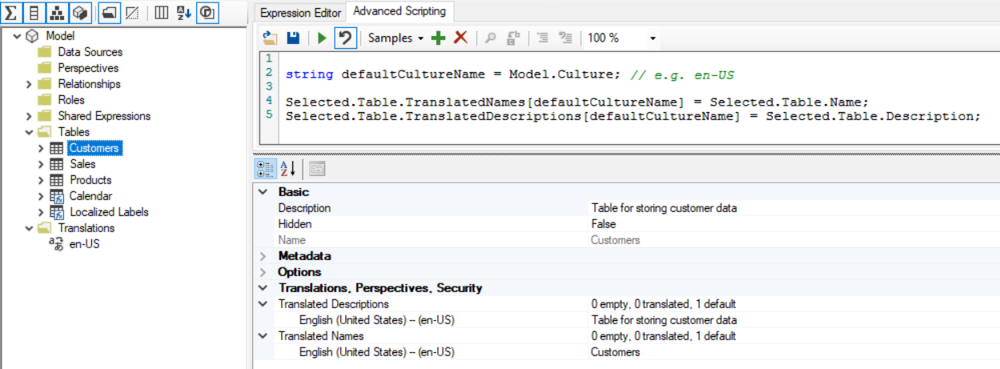 Expression Editor Advanced Scripting
Samples 100 %
1
2 string defaultCultureName = Model.Culture; // e.g. en-US
3
4 Selected.Table.TranslatedNames[defaultCultureName] = Selected.Table.Name;
5 Selected.Table.TranslatedDescriptions[defaultCultureName] = Selected.Table.Description;
Model
Data Sources
Perspectives
Relationships
Roles
Shared Expressions
Tables
Customers
Sales
Products
Calendar
Localized Labels
Translations
en-US
Basic
Description Table for storing customer data
Hidden False
Name Customers
Metadata
Options
Translations, Perspectives, Security
Translated Descriptions 0 empty, 0 translated, 1 default
English (United States) -- (en-US) Table for storing customer data
Translated Names 0 empty, 0 translated, 1 default
English (United States) -- (en-US) Customers